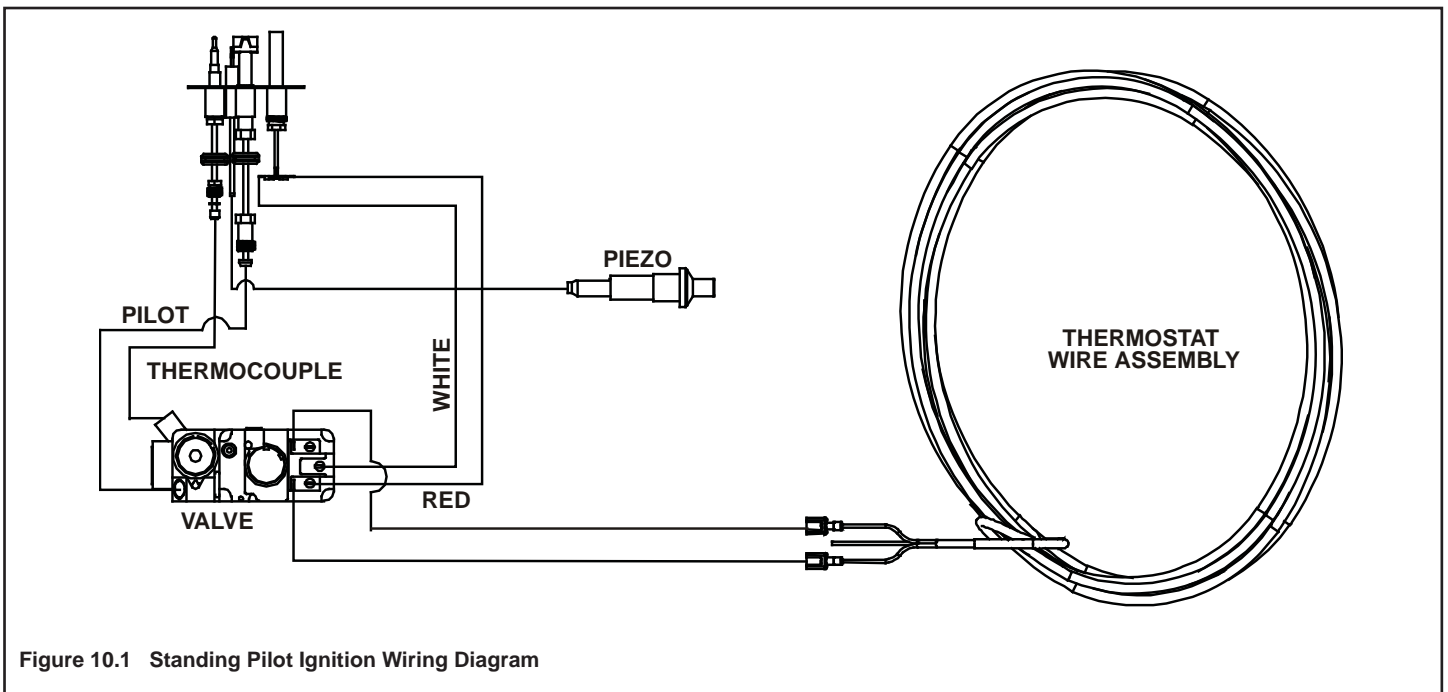 PIEZO
PILOT
THERMOCOUPLE
WHITE
THERMOSTAT
WIRE ASSEMBLY
RED
VALVE
Figure 10.1 Standing Pilot Ignition Wiring Diagram